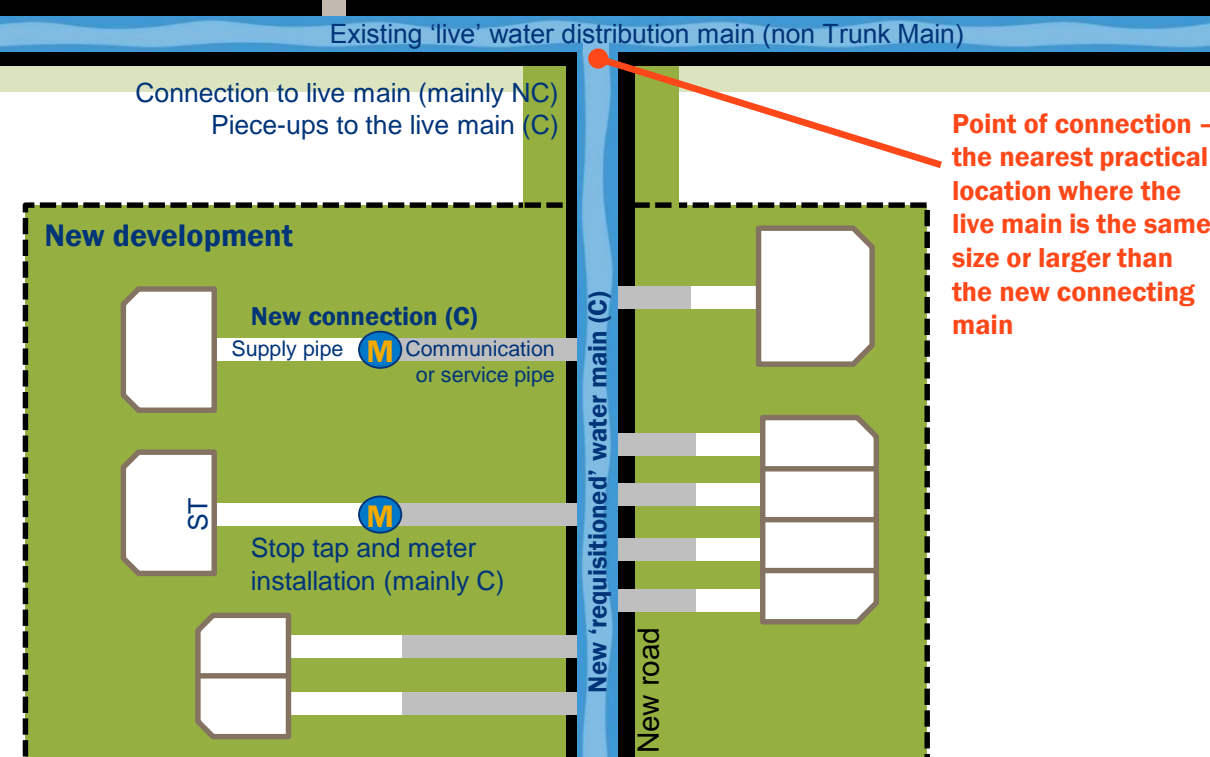 Existing ‘live’ water distribution main (non Trunk Main)
Connection to live main (mainly NC)
Piece-ups to the live main (C)
Point of connection –
the nearest practical
location where the
live main is the same
size or larger than
the new connecting
main
New development
New connection (C)
Supply pipe
M
Communication
or service pipe
ST
M
Stop tap and meter
installation (mainly C)
New ‘requisitioned’ water main (C)
New road